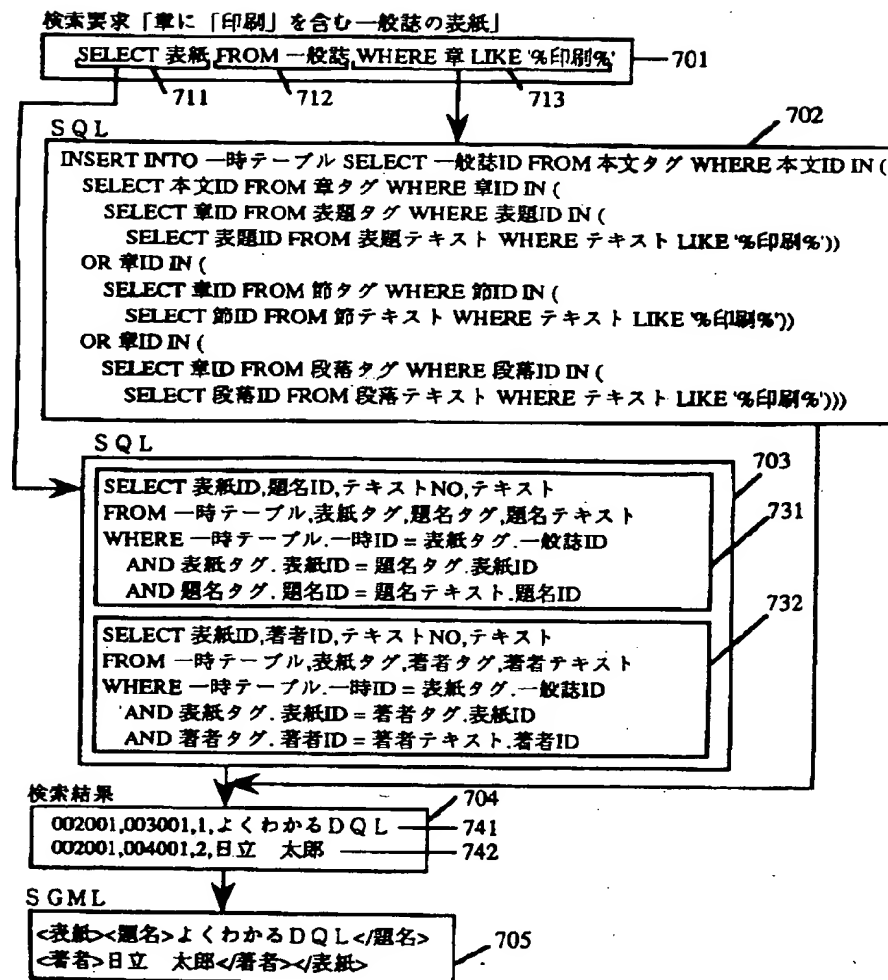 検索要求「章に「印刷」を含む一般誌の表紙」
SELECT 表紙 FROM 一般誌 WHERE 章 LIKE '%印刷%'
701
711 712 713
SQL
702
INSERT INTO 一時テーブル SELECT 一般誌ID FROM 本文タグ WHERE 本文ID IN (
SELECT 本文ID FROM 章タグ WHERE 章ID IN (
SELECT 章ID FROM 表題タグ WHERE 表題ID IN (
SELECT 表題ID FROM 表題テキスト WHERE テキスト LIKE '%印刷%'))
OR 章ID IN (
SELECT 章ID FROM 節タグ WHERE 節ID IN (
SELECT 節ID FROM 節テキスト WHERE テキスト LIKE '%印刷%'))
OR 章ID IN (
SELECT 章ID FROM 段落タグ WHERE 段落ID IN (
SELECT 段落ID FROM 段落テキスト WHERE テキスト LIKE '%印刷%')))
SQL
703
SELECT 表紙ID,題名ID,テキストNO,テキスト
FROM 一時テーブル,表紙タグ,題名タグ,題名テキスト
WHERE 一時テーブル.一時ID = 表紙タグ.一般誌ID
AND 表紙タグ.表紙ID = 題名タグ.表紙ID
AND 題名タグ.題名ID = 題名テキスト.題名ID
731
SELECT 表紙ID,著者ID,テキストNO,テキスト
FROM 一時テーブル,表紙タグ,著者タグ,著者テキスト
WHERE 一時テーブル.一時ID = 表紙タグ.一般誌ID
AND 表紙タグ.表紙ID = 著者タグ.表紙ID
AND 著者タグ.著者ID = 著者テキスト.著者ID
732
検索結果
704
002001,003001,1,よくわかるDQL
741
002001,004001,2,日立 太郎
742
SGML
<表紙><題名>よくわかるDQL</題名>
<著者>日立 太郎</著者></表紙>
705